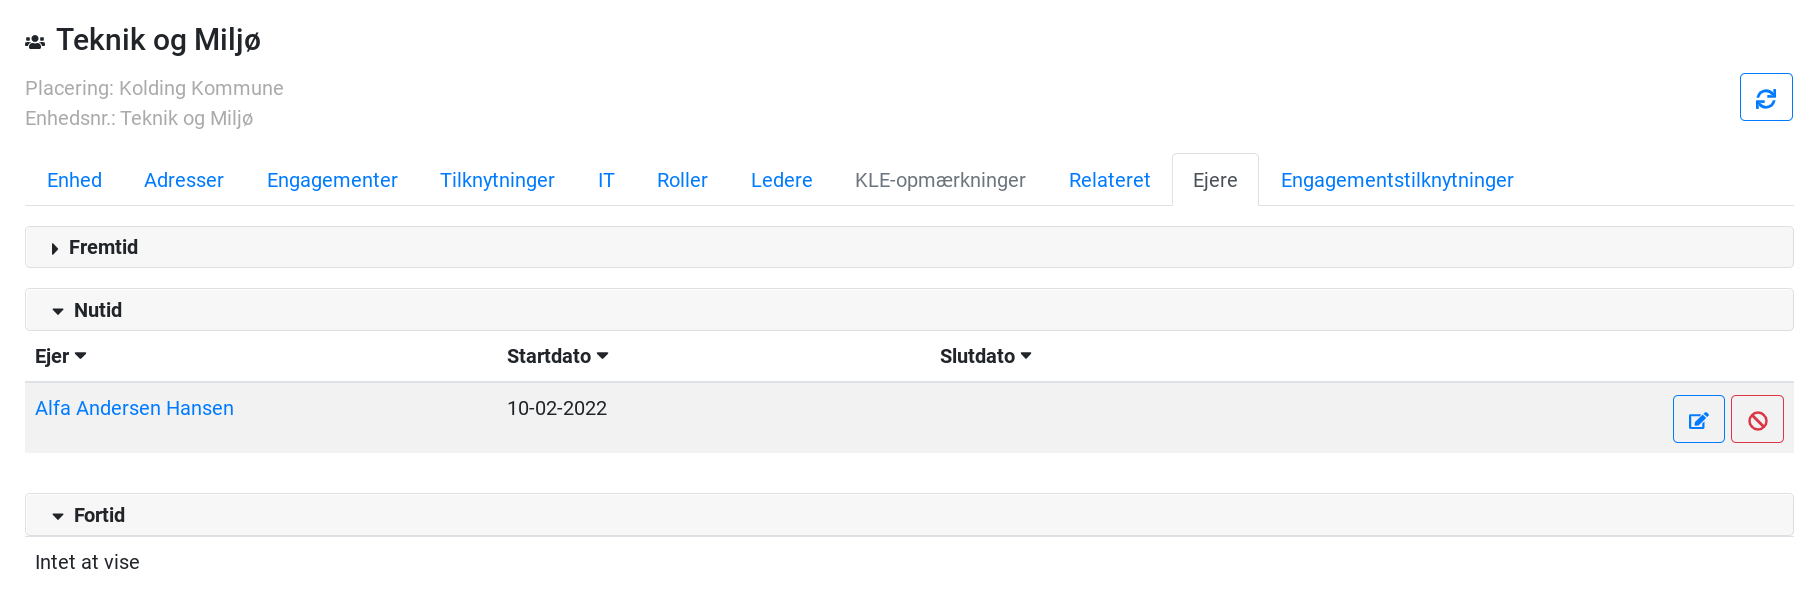 Teknik og Miljø
Placering: Kolding Kommune
Enhedsnr.: Teknik og Miljø
Enhed Adresser Engagementer Tilknytninger IT Roller Ledere KLE-opmærkninger Relateret Ejere Engagementstilknytninger
Fremtid
Nutid
Ejer Startdato Slutdato
Alfa Andersen Hansen 10-02-2022
Fortid
Intet at vise